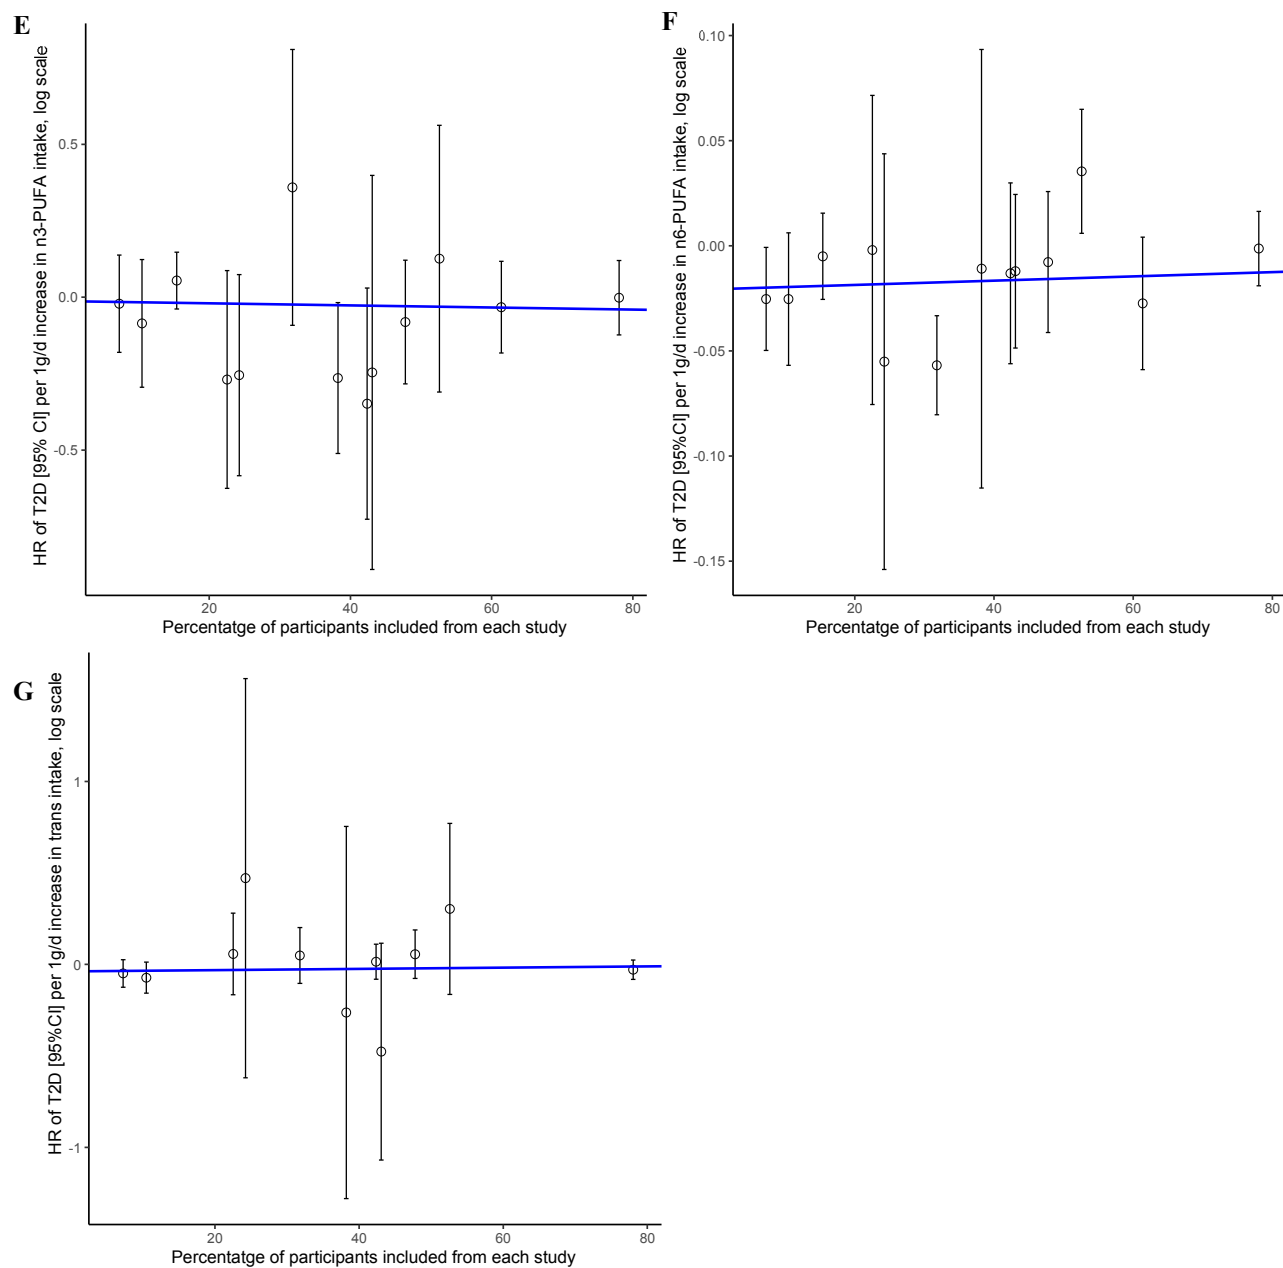 E
HR of T2D [95% CI] per 1g/d increase in n3-PUFA intake, log scale
0.5
0.0
-0.5
20 40 60 80
Percentatge of participants included from each study
F
HR of T2D [95%CI] per 1g/d increase in n6-PUFA intake, log scale
0.10
0.05
0.00
-0.05
-0.10
-0.15
20 40 60 80
Percentatge of participants included from each study
G
HR of T2D [95%CI] per 1g/d increase in trans intake, log scale
1
0
-1
20 40 60 80
Percentatge of participants included from each study